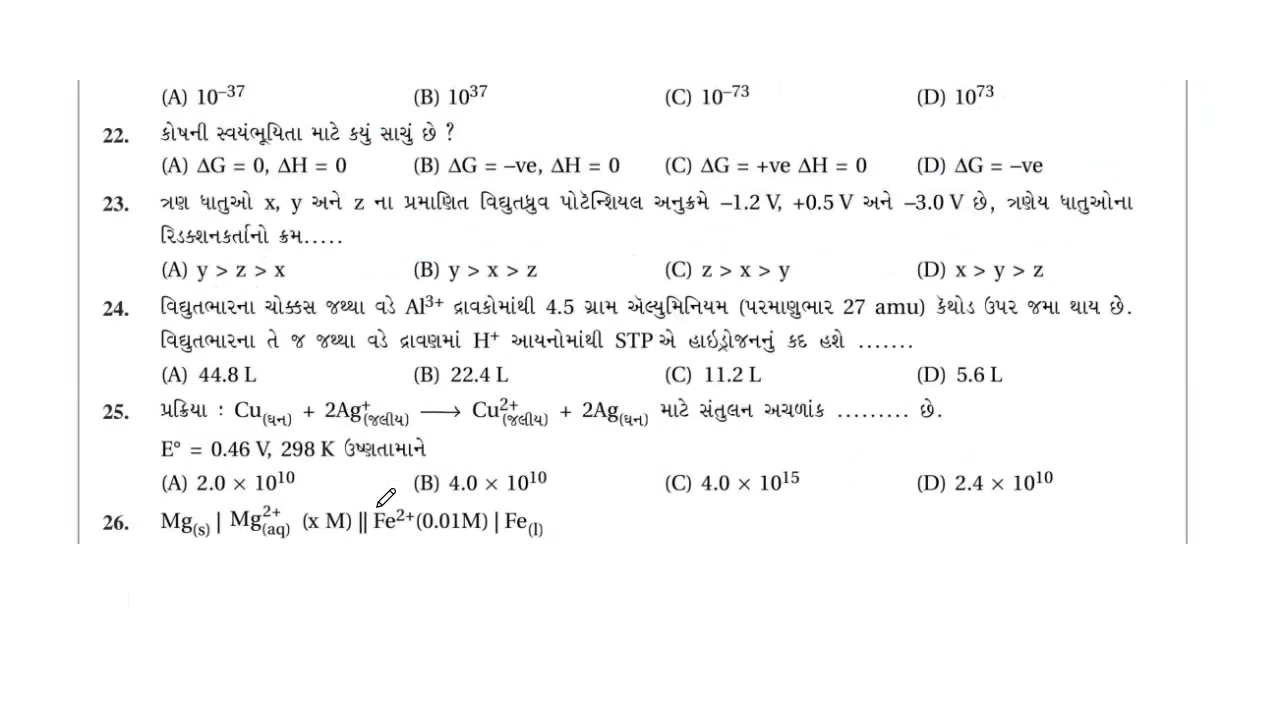 (A) 10⁻³⁷ (B) 10³⁷ (C) 10⁻⁷³ (D) 10⁷³
22. કોષની સ્વયંભૂયિતા માટે કયું સાચું છે ?
(A) ΔG = 0, ΔH = 0 (B) ΔG = –ve, ΔH = 0 (C) ΔG = +ve ΔH = 0 (D) ΔG = –ve
23. ત્રણ ધાતુઓ x, y અને z ના પ્રમાણિત વિદ્યુતધ્રુવ પોટૅન્શિયલ અનુક્રમે –1.2 V, +0.5 V અને –3.0 V છે, ત્રણેય ધાતુઓના
રિડક્શનકર્તાનો ક્રમ.....
(A) y > z > x (B) y > x > z (C) z > x > y (D) x > y > z
24. વિદ્યુતભારના ચોક્કસ જથ્થા વડે Al³⁺ દ્રાવકોમાંથી 4.5 ગ્રામ ઍલ્યુમિનિયમ (પરમાણુભાર 27 amu) કૅથોડ ઉપર જમા થાય છે.
વિદ્યુતભારના તે જ જથ્થા વડે દ્રાવણમાં H⁺ આયનોમાંથી STP એ હાઇડ્રોજનનું કદ હશે .......
(A) 44.8 L (B) 22.4 L (C) 11.2 L (D) 5.6 L
25. પ્રક્રિયા : Cu(ઘન) + 2Ag⁺(જલીય) ⟶ Cu²⁺(જલીય) + 2Ag(ઘન) માટે સંતુલન અચળાંક ......... છે.
E° = 0.46 V, 298 K ઉષ્ણતામાને
(A) 2.0 × 10¹⁰ (B) 4.0 × 10¹⁰ (C) 4.0 × 10¹⁵ (D) 2.4 × 10¹⁰
26. Mg(s) | Mg²⁺(aq) (x M) || Fe²⁺(0.01M) | Fe(l)